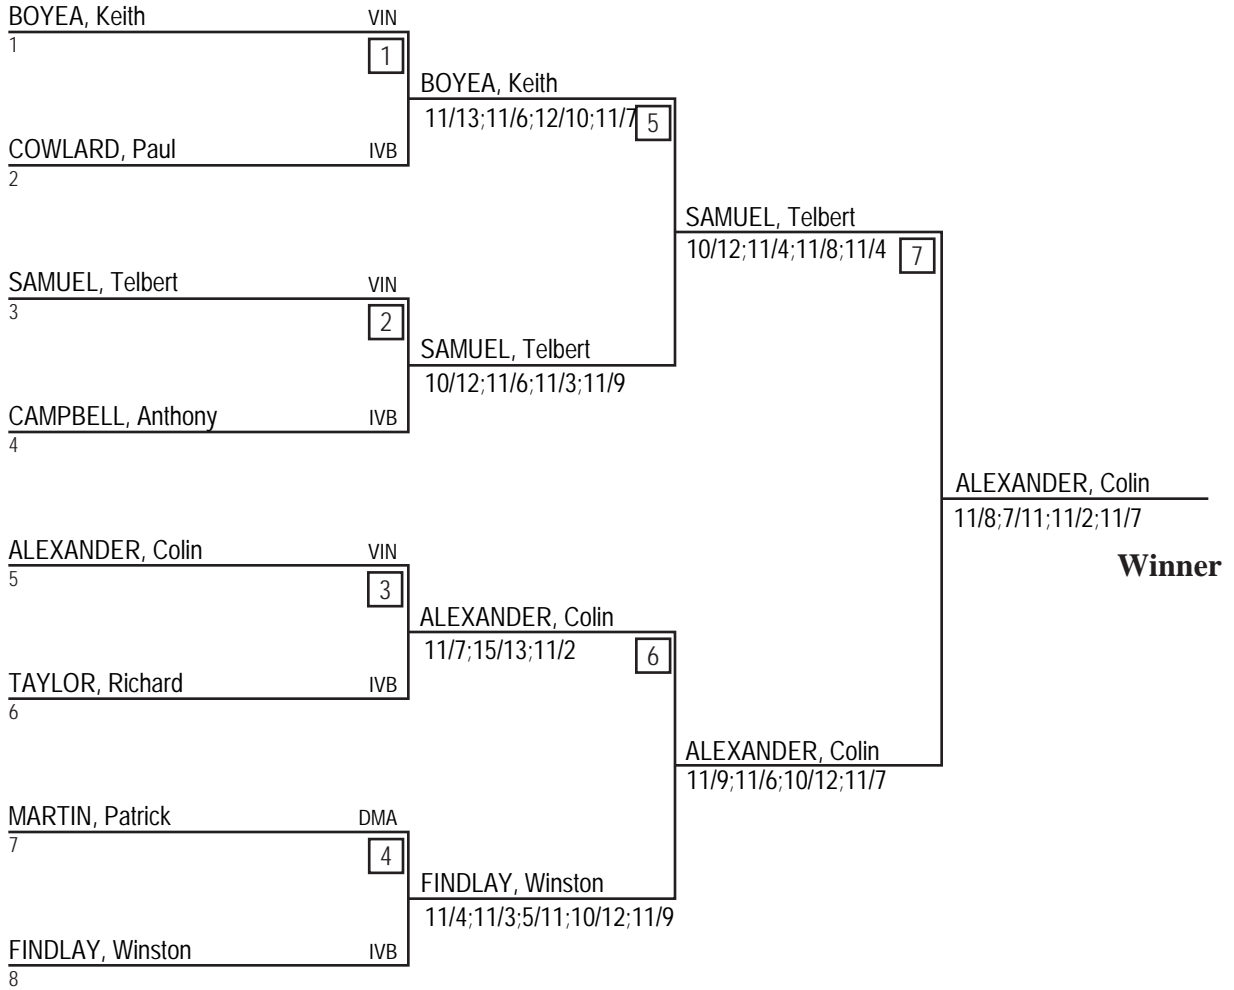 BOYEA, Keith VIN
1
1
BOYEA, Keith
11/13;11/6;12/10;11/7
5
COWLARD, Paul IVB
2
SAMUEL, Telbert
10/12;11/4;11/8;11/4
7
SAMUEL, Telbert VIN
3
2
SAMUEL, Telbert
10/12;11/6;11/3;11/9
CAMPBELL, Anthony IVB
4
ALEXANDER, Colin
11/8;7/11;11/2;11/7
Winner
ALEXANDER, Colin VIN
5
3
ALEXANDER, Colin
11/7;15/13;11/2
6
TAYLOR, Richard IVB
6
ALEXANDER, Colin
11/9;11/6;10/12;11/7
MARTIN, Patrick DMA
7
4
FINDLAY, Winston
11/4;11/3;5/11;10/12;11/9
FINDLAY, Winston IVB
8